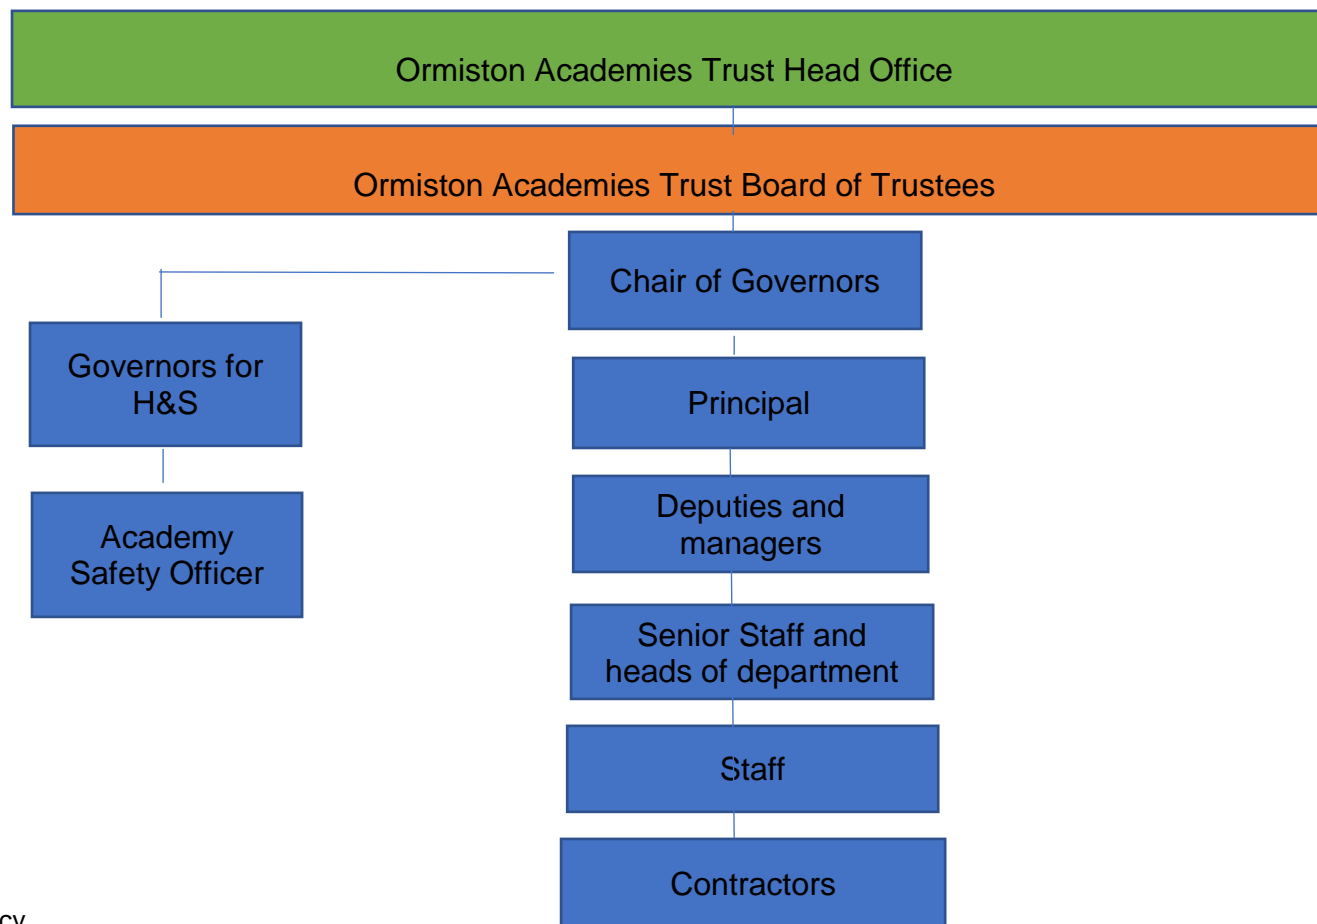 Ormiston Academies Trust Head Office
Ormiston Academies Trust Board of Trustees
Chair of Governors
Governors for
H&S
Principal
Academy
Safety Officer
Deputies and
managers
Senior Staff and
heads of department
Staff
Contractors